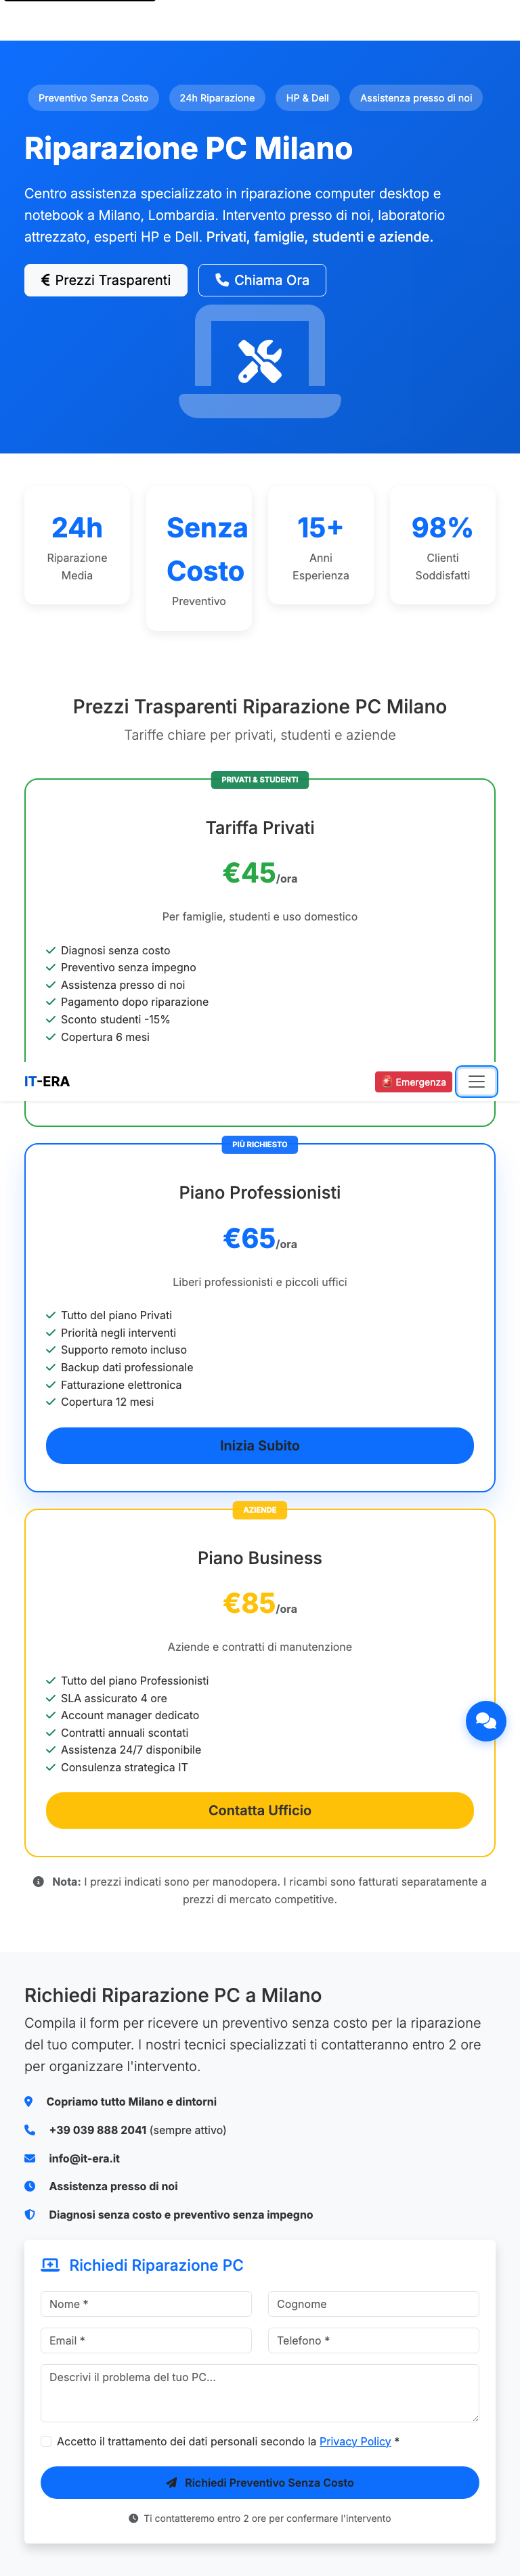 Preventivo Senza Costo
24h Riparazione
HP & Dell
Assistenza presso di noi
Riparazione PC Milano
Centro assistenza specializzato in riparazione computer desktop e
notebook a Milano, Lombardia. Intervento presso di noi, laboratorio
attrezzato, esperti HP e Dell. Privati, famiglie, studenti e aziende.
€ Prezzi Trasparenti
Chiama Ora
24h
Riparazione
Media
Senza
Costo
Preventivo
15+
Anni
Esperienza
98%
Clienti
Soddisfatti
Prezzi Trasparenti Riparazione PC Milano
Tariffe chiare per privati, studenti e aziende
PRIVATI & STUDENTI
Tariffa Privati
€45/ora
Per famiglie, studenti e uso domestico
Diagnosi senza costo
Preventivo senza impegno
Assistenza presso di noi
Pagamento dopo riparazione
Sconto studenti -15%
Copertura 6 mesi
IT-ERA
🚨 Emergenza
PIÙ RICHIESTO
Piano Professionisti
€65/ora
Liberi professionisti e piccoli uffici
Tutto del piano Privati
Priorità negli interventi
Supporto remoto incluso
Backup dati professionale
Fatturazione elettronica
Copertura 12 mesi
Inizia Subito
AZIENDE
Piano Business
€85/ora
Aziende e contratti di manutenzione
Tutto del piano Professionisti
SLA assicurato 4 ore
Account manager dedicato
Contratti annuali scontati
Assistenza 24/7 disponibile
Consulenza strategica IT
Contatta Ufficio
Nota: I prezzi indicati sono per manodopera. I ricambi sono fatturati separatamente a
prezzi di mercato competitive.
Richiedi Riparazione PC a Milano
Compila il form per ricevere un preventivo senza costo per la riparazione
del tuo computer. I nostri tecnici specializzati ti contatteranno entro 2 ore
per organizzare l'intervento.
Copriamo tutto Milano e dintorni
+39 039 888 2041 (sempre attivo)
info@it-era.it
Assistenza presso di noi
Diagnosi senza costo e preventivo senza impegno
Richiedi Riparazione PC
Nome *
Cognome
Email *
Telefono *
Descrivi il problema del tuo PC...
Accetto il trattamento dei dati personali secondo la Privacy Policy *
Richiedi Preventivo Senza Costo
Ti contatteremo entro 2 ore per confermare l'intervento